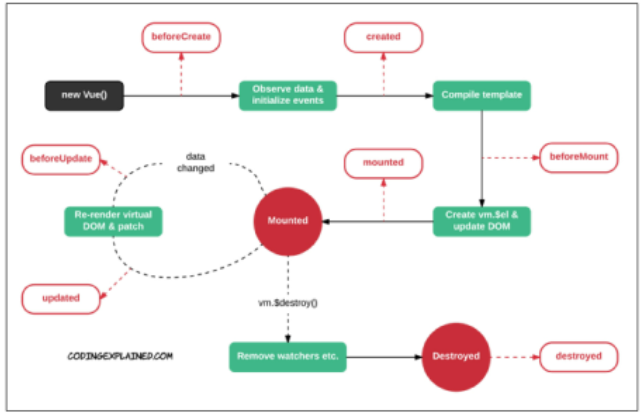 beforeCreate
created
new Vue()
Observe data &
initialize events
Compile template
beforeUpdate
data
changed
mounted
beforeMount
Re-render virtual
DOM & patch
Mounted
Create vm.$el &
update DOM
updated
vm.$destroy()
CODINGEXPLAINED.COM
Remove watchers etc.
Destroyed
destroyed